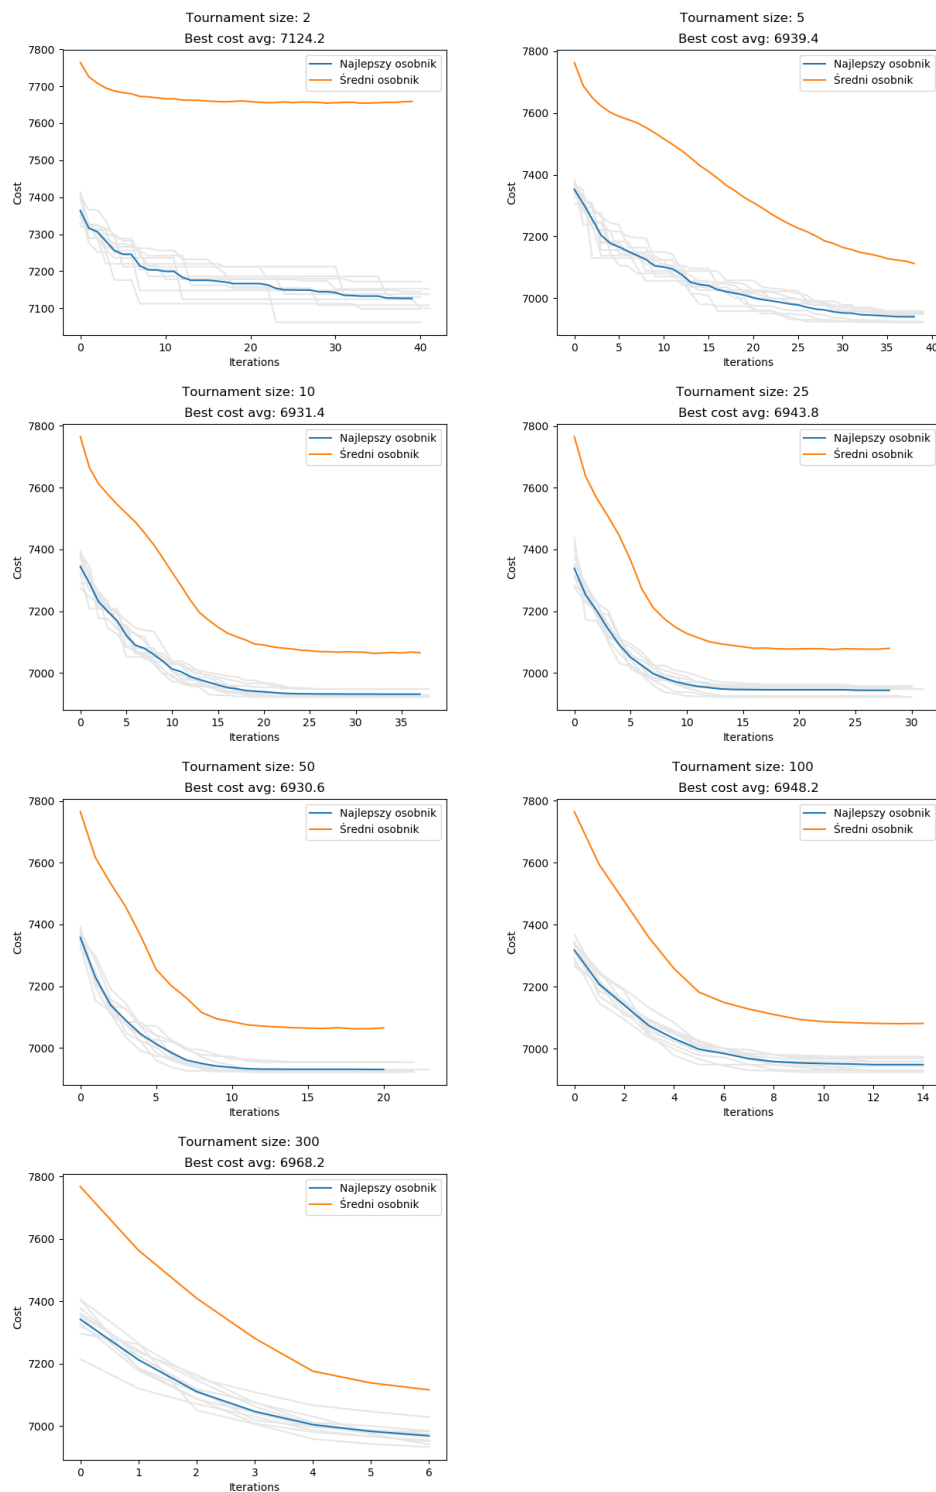 Tournament size: 2
Best cost avg: 7124.2
7800
7700
7600
7500
7400
7300
7200
7100
Cost
Najlepszy osobnik
Średni osobnik
0 10 20 30 40
Iterations
Tournament size: 5
Best cost avg: 6939.4
7800
7600
7400
7200
7000
Cost
Najlepszy osobnik
Średni osobnik
0 5 10 15 20 25 30 35 40
Iterations
Tournament size: 10
Best cost avg: 6931.4
7800
7600
7400
7200
7000
Cost
Najlepszy osobnik
Średni osobnik
0 5 10 15 20 25 30 35
Iterations
Tournament size: 25
Best cost avg: 6943.8
7800
7600
7400
7200
7000
Cost
Najlepszy osobnik
Średni osobnik
0 5 10 15 20 25 30
Iterations
Tournament size: 50
Best cost avg: 6930.6
7800
7600
7400
7200
7000
Cost
Najlepszy osobnik
Średni osobnik
0 5 10 15 20
Iterations
Tournament size: 100
Best cost avg: 6948.2
7800
7600
7400
7200
7000
Cost
Najlepszy osobnik
Średni osobnik
0 2 4 6 8 10 12 14
Iterations
Tournament size: 300
Best cost avg: 6968.2
7800
7600
7400
7200
7000
Cost
Najlepszy osobnik
Średni osobnik
0 1 2 3 4 5 6
Iterations